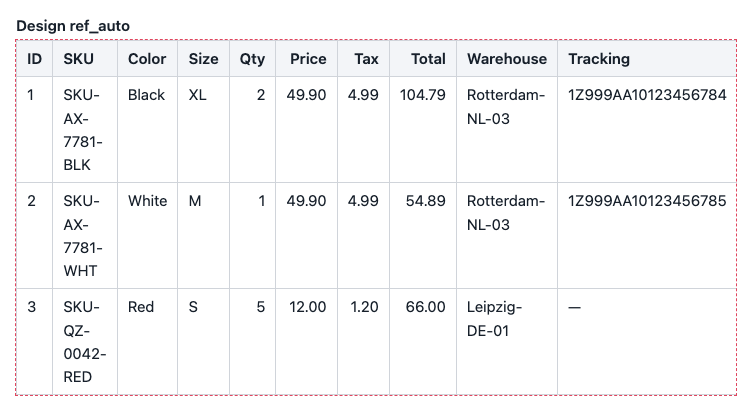 Design ref_auto
ID SKU Color Size Qty Price Tax Total Warehouse Tracking
1 SKU- Black XL 2 49.90 4.99 104.79 Rotterdam- 1Z999AA10123456784
AX- NL-03
7781-
BLK
2 SKU- White M 1 49.90 4.99 54.89 Rotterdam- 1Z999AA10123456785
AX- NL-03
7781-
WHT
3 SKU- Red S 5 12.00 1.20 66.00 Leipzig- —
QZ- DE-01
0042-
RED